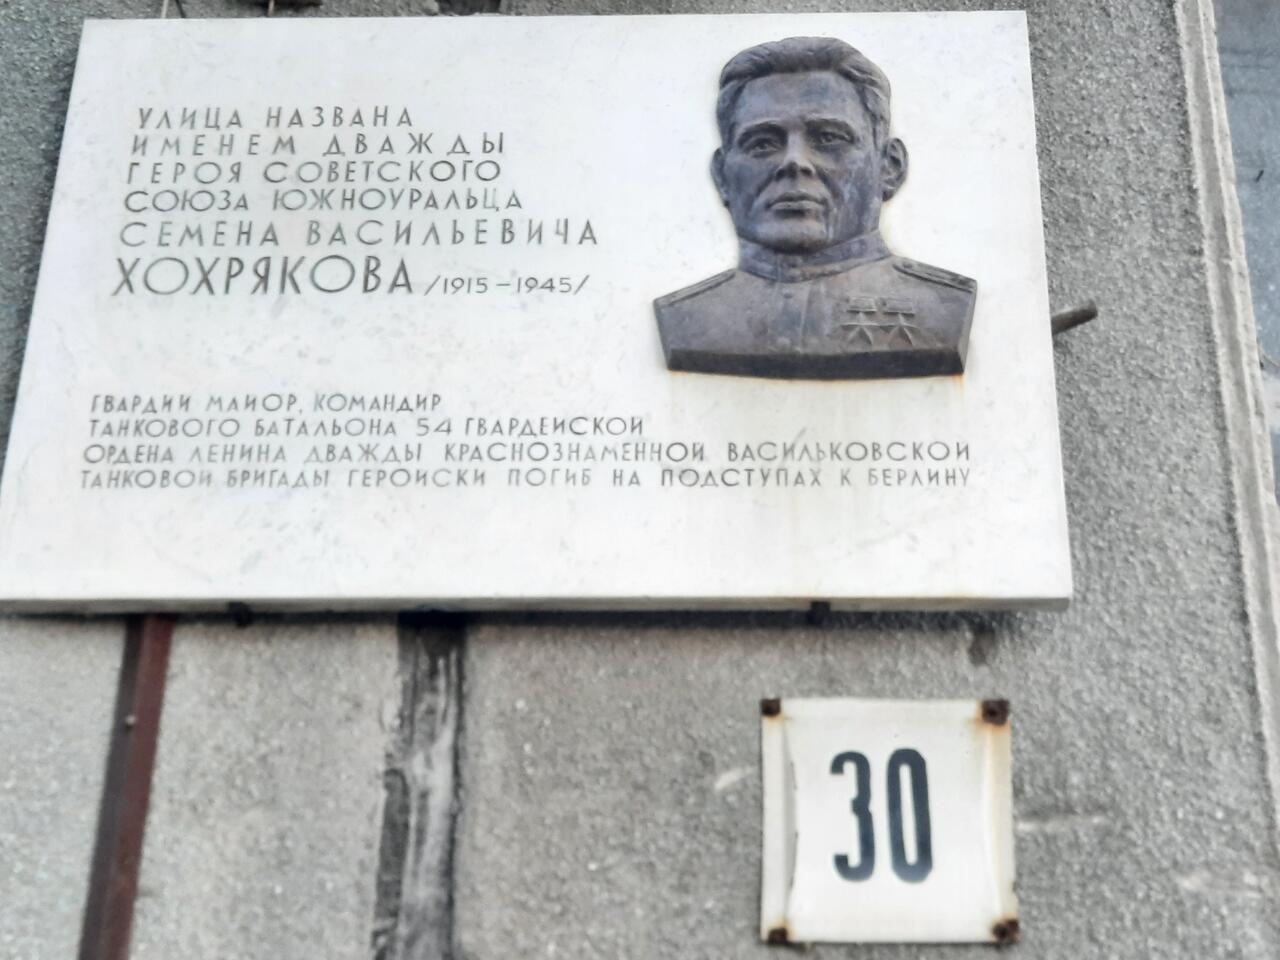 УЛИЦА НАЗВАНА
ИМЕНЕМ ДВАЖДЫ
ГЕРОЯ СОВЕТСКОГО
СОЮЗА ЮЖНОУРАЛЬЦА
СЕМЕНА ВАСИЛЬЕВИЧА
ХОХРЯКОВА /1915-1945/
ГВАРДИИ МАЙОР, КОМАНДИР
ТАНКОВОГО БАТАЛЬОНА 54 ГВАРДЕЙСКОЙ
ОРДЕНА ЛЕНИНА ДВАЖДЫ КРАСНОЗНАМЕННОЙ ВАСИЛЬКОВСКОЙ
ТАНКОВОЙ БРИГАДЫ ГЕРОЙСКИ ПОГИБ НА ПОДСТУПАХ К БЕРЛИНУ
30